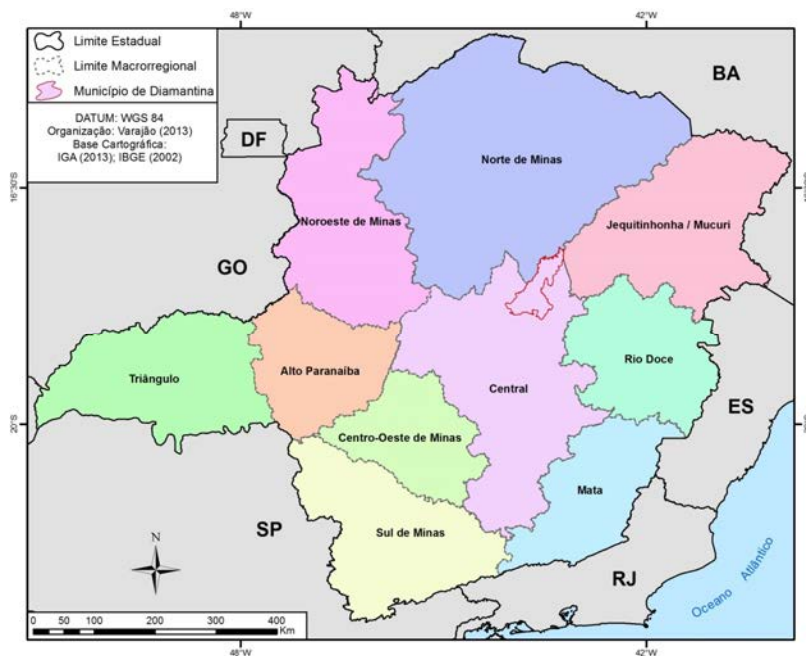 48°W
42°W
Limite Estadual
Limite Macrorregional
Município de Diamantina
DATUM: WGS 84
Organização: Varajão (2013)
Base Cartográfica:
IGA (2013); IBGE (2002)
BA
DF
Norte de Minas
16°30'S
Jequitinhonha / Mucuri
Noroeste de Minas
GO
Rio Doce
Alto Paranaíba
Triângulo
Central
ES
20°S
Centro-Oeste de Minas
Mata
SP
Sul de Minas
N
RJ
Oceano Atlântico
0 50 100 200 300 400
Km
48°W
42°W